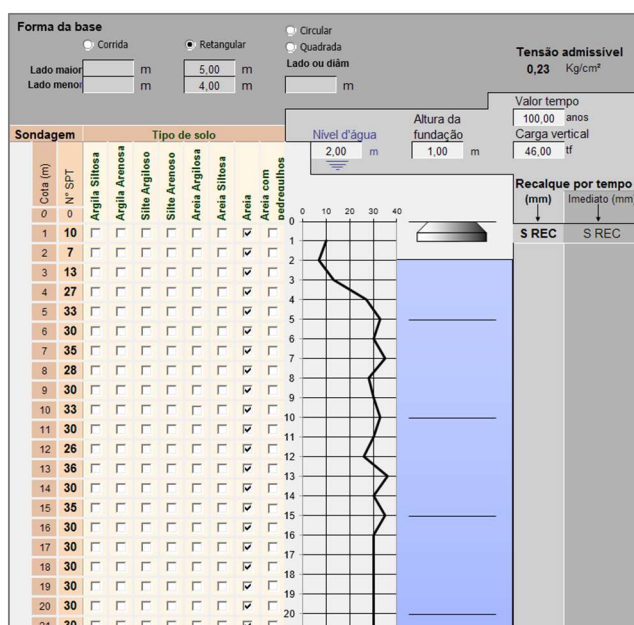 Forma da base
Corrida
Retangular
Circular
Quadrada
Lado ou diâm
Lado maior m 5,00 m
Lado menor m 4,00 m m
Tensão admissível
0,23 Kg/cm²
Valor tempo
100,00 anos
Carga vertical
46,00 tf
Altura da
fundação
1,00 m
Nível d'água
2,00 m
Sondagem Tipo de solo
Cota (m)
N° SPT
Argila Siltosa
Argila Arenosa
Silte Argiloso
Silte Arenoso
Areia Argilosa
Areia Siltosa
Areia
Areia com
pedregulhos
Recalque por tempo
(mm) Imediato (mm)
S REC S REC
0 0
1 10
2 7
3 13
4 27
5 33
6 30
7 35
8 28
9 30
10 33
11 30
12 26
13 36
14 30
15 35
16 30
17 30
18 30
19 30
20 30
21 30
0 10 20 30 40
0
1
2
3
4
5
6
7
8
9
10
11
12
13
14
15
16
17
18
19
20